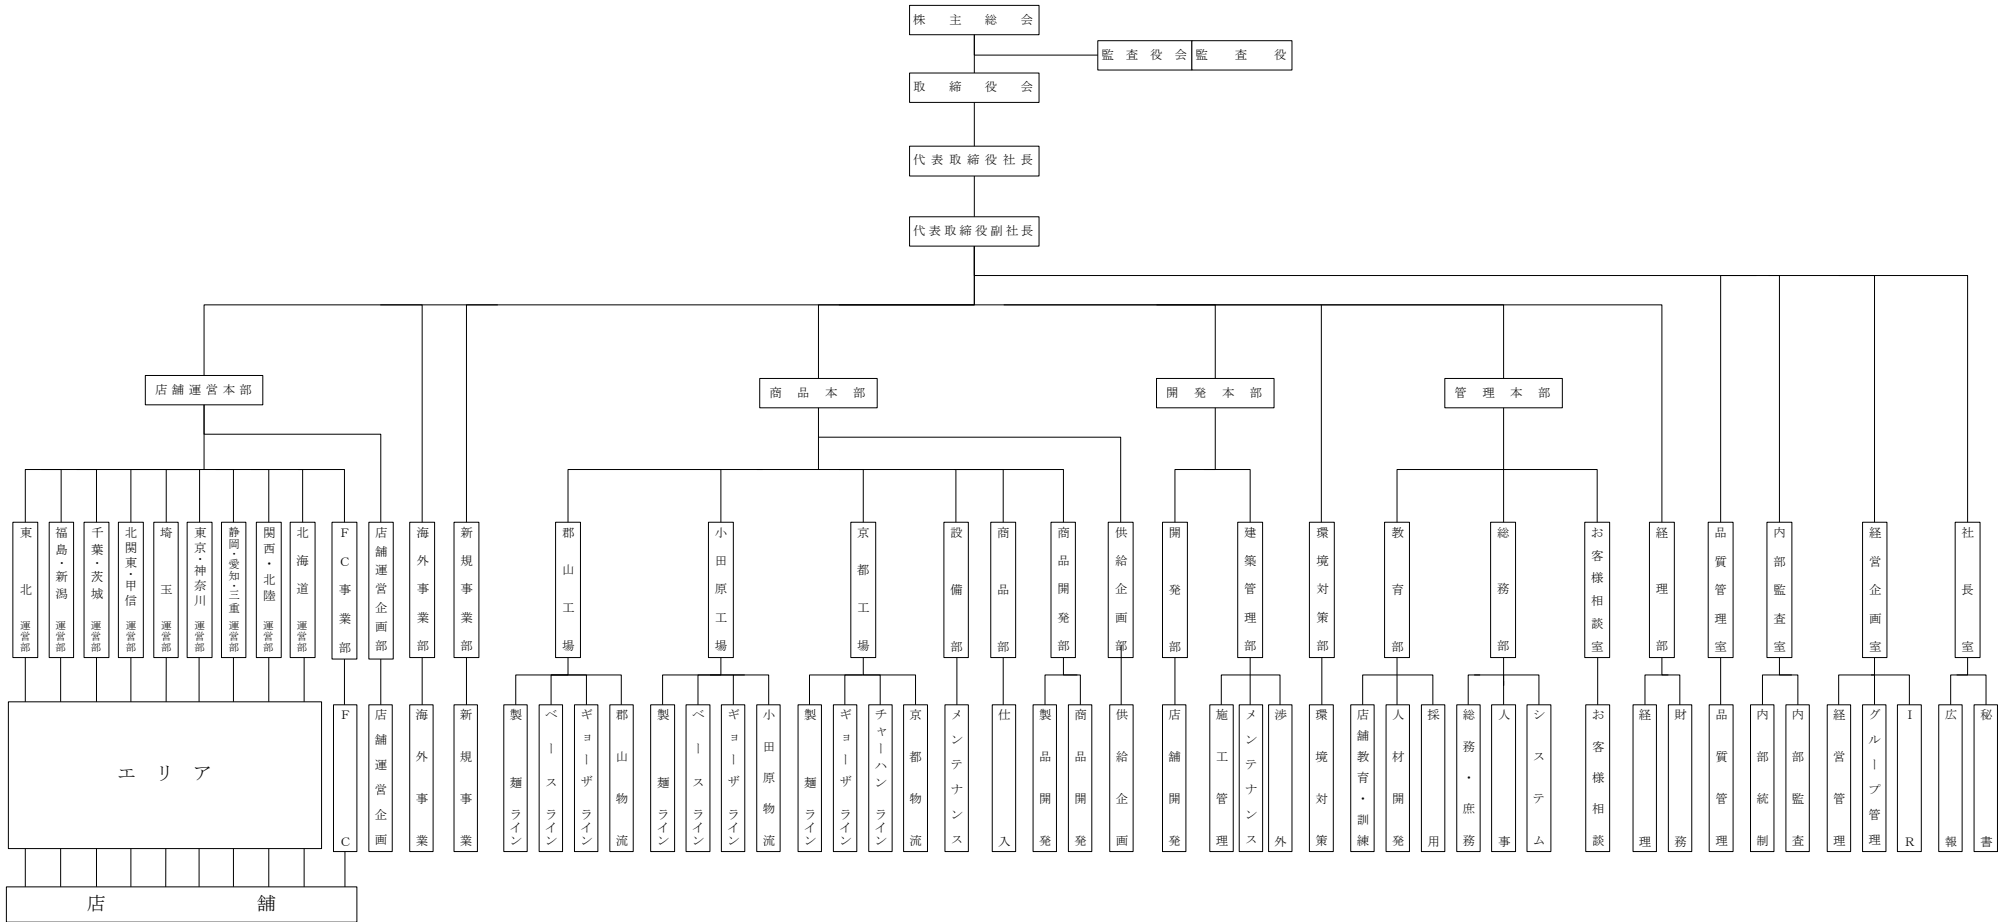 株主総会
監査役会
監査役
取締役会
代表取締役社長
代表取締役副社長
店舗運営本部
商品本部
開発本部
管理本部
東北 運営部
福島・新潟 運営部
千葉・茨城 運営部
北関東・甲信 運営部
埼玉 運営部
東京・神奈川 運営部
静岡・愛知・三重 運営部
関西・北陸 運営部
北海道 運営部
FC事業部
店舗運営企画部
海外事業部
新規事業部
郡山工場
小田原工場
京都工場
設備部
商品部
商品開発部
供給企画部
開発部
建築管理部
環境対策部
教育部
総務部
お客様相談室
経理部
品質管理室
内部監査室
経営企画室
社長室
エリア
FC
店舗運営企画
海外事業
新規事業
製麺ライン
ベースライン
ギョーザライン
郡山物流
製麺ライン
ベースライン
ギョーザライン
小田原物流
製麺ライン
ギョーザライン
チャーハンライン
京都物流
メンテナンス
仕入
製品開発
商品開発
供給企画
店舗開発
施工管理
メンテナンス
渉外
環境対策
店舗教育・訓練
人材開発
採用
総務・庶務
人事
システム
お客様相談
経理
財務
品質管理
内部統制
内部監査
経営管理
グループ管理
IR
広報
秘書
店舗